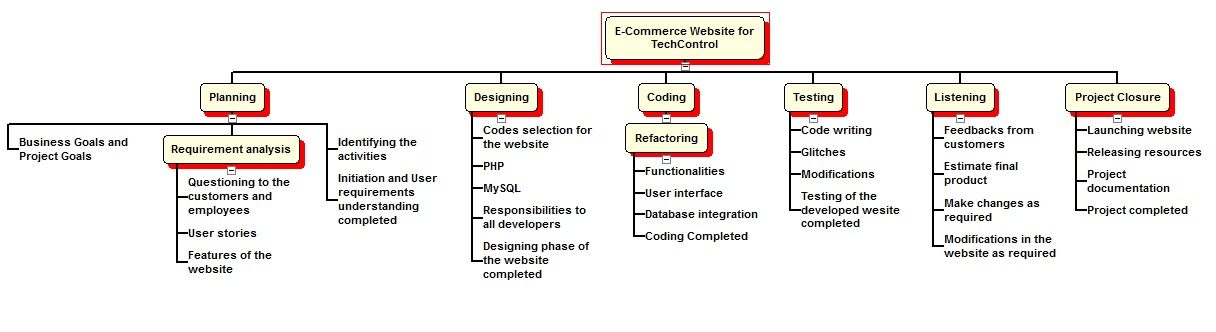 E-Commerce Website for
TechControl
Planning
Designing
Coding
Testing
Listening
Project Closure
Business Goals and
Project Goals
Requirement analysis
Questioning to the
customers and
employees
User stories
Features of the
website
Identifying the
activities
Initiation and User
requirements
understanding
completed
Codes selection for
the website
PHP
MySQL
Responsibilities to
all developers
Designing phase of
the website
completed
Refactoring
Functionalities
User interface
Database integration
Coding Completed
Code writing
Glitches
Modifications
Testing of the
developed wesite
completed
Feedbacks from
customers
Estimate final
product
Make changes as
required
Modifications in the
website as required
Launching website
Releasing resources
Project
documentation
Project completed